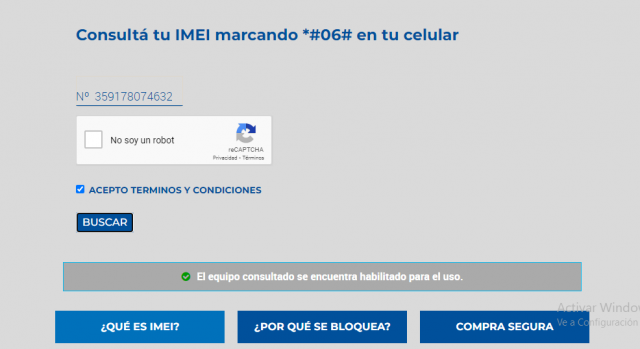 Consultá tu IMEI marcando *#06# en tu celular
Nº 359178074632
No soy un robot
reCAPTCHA
Privacidad - Términos
ACEPTO TERMINOS Y CONDICIONES
BUSCAR
El equipo consultado se encuentra habilitado para el uso.
Activar Window
Ve a Configuración
¿QUÉ ES IMEI?
¿POR QUÉ SE BLOQUEA?
COMPRA SEGURA